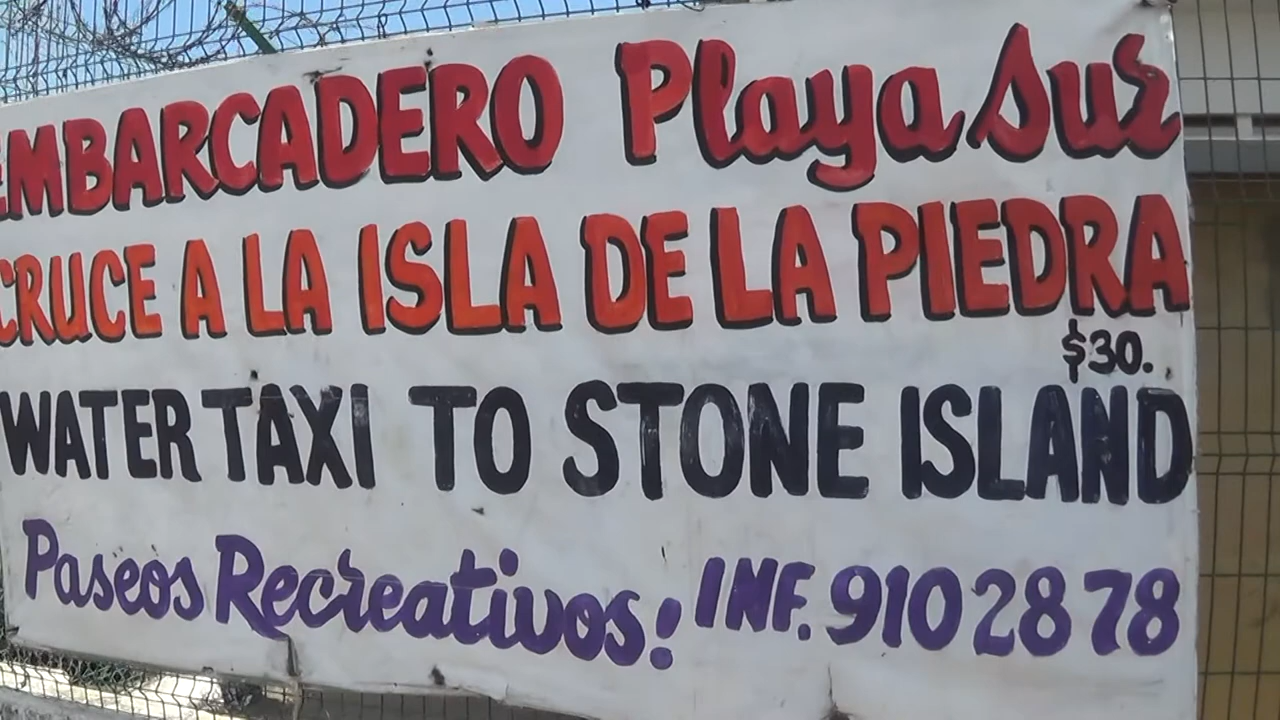 EMBARCADERO Playa Sur
CRUCE A LA ISLA DE LA PIEDRA
$30.
WATER TAXI TO STONE ISLAND
Paseos Recreativos! INF. 910 28 78